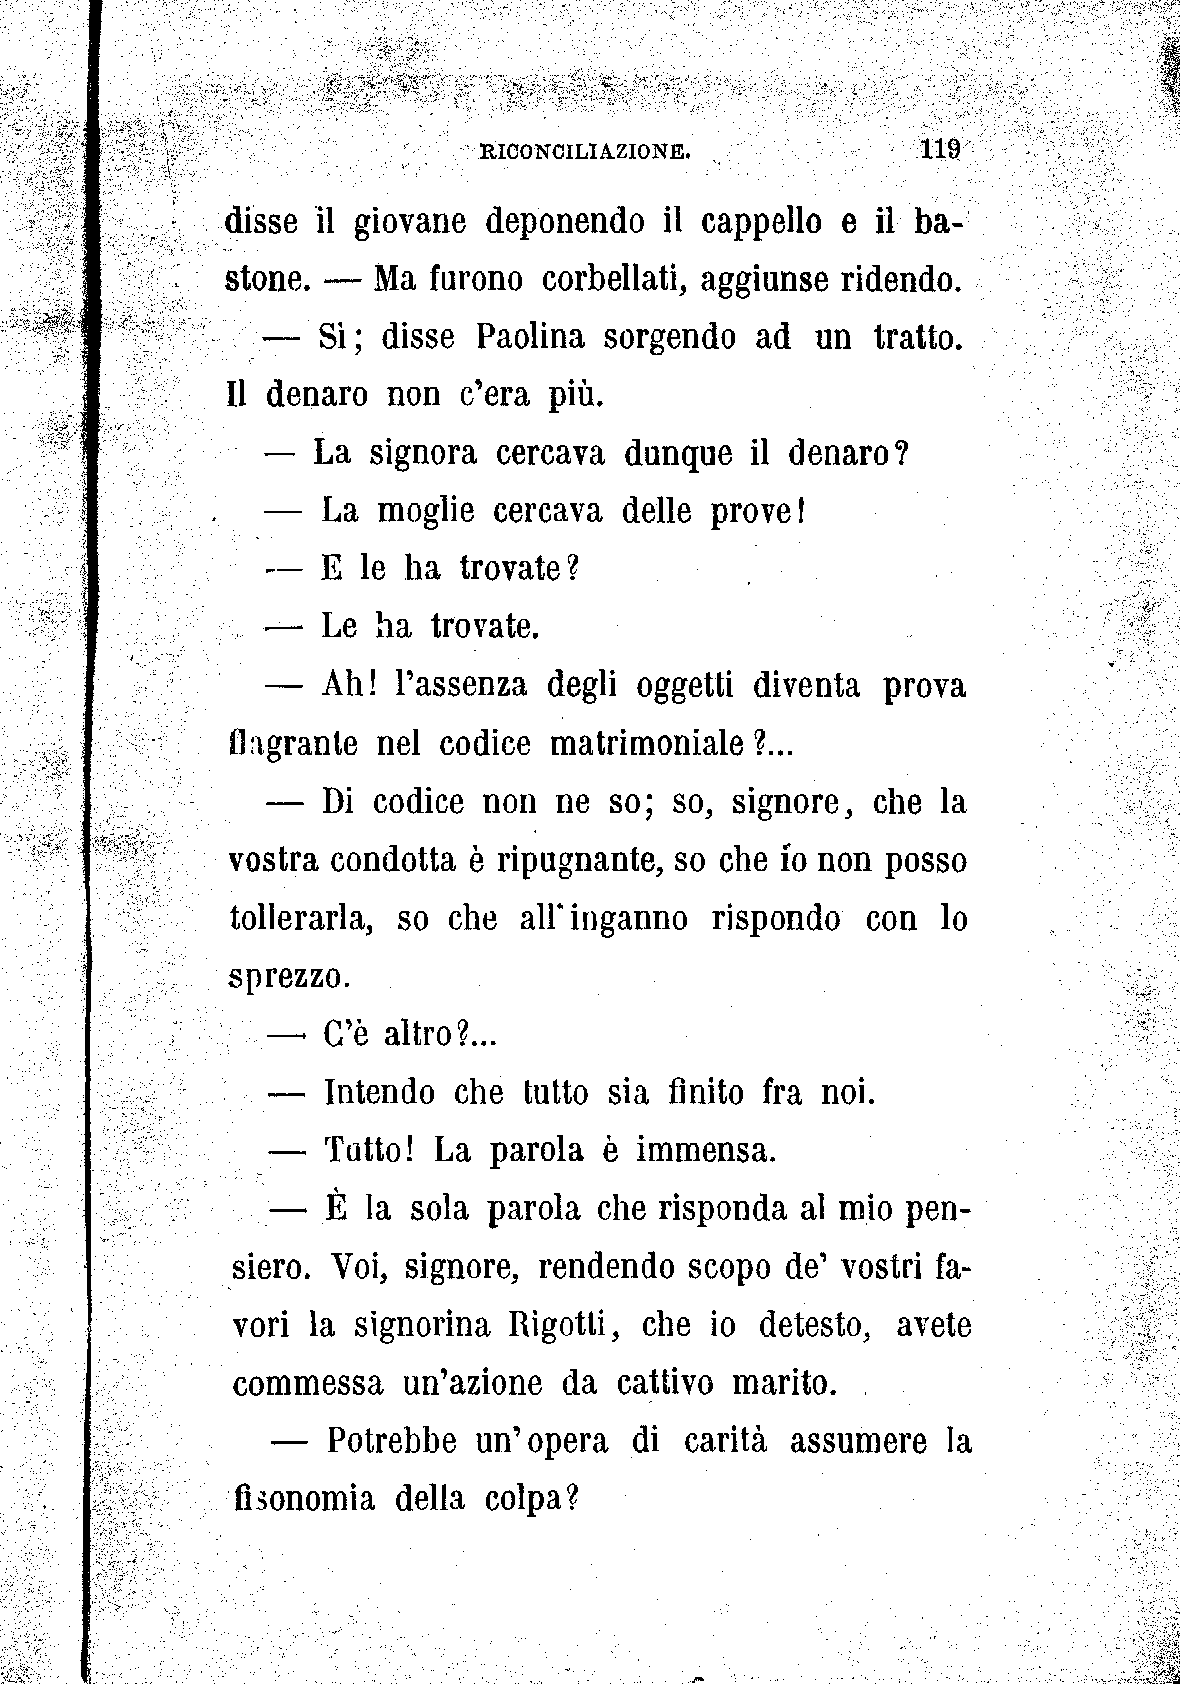 RICONCILIAZIONE. 119
disse il giovane deponendo il cappello e il ba-
stone. — Ma furono corbellati, aggiunse ridendo.
— Sì; disse Paolina sorgendo ad un tratto.
Il denaro non c'era più.
— La signora cercava dunque il denaro?
— La moglie cercava delle prove!
— E le ha trovate?
— Le ha trovate.
— Ah! l'assenza degli oggetti diventa prova
flagrante nel codice matrimoniale?...
— Di codice non ne so; so, signore, che la
vostra condotta è ripugnante, so che io non posso
tollerarla, so che all'inganno rispondo con lo
sprezzo.
— C'è altro?...
— Intendo che tutto sia finito fra noi.
— Tutto! La parola è immensa.
— È la sola parola che risponda al mio pen-
siero. Voi, signore, rendendo scopo de' vostri fa-
vori la signorina Rigotti, che io detesto, avete
commessa un'azione da cattivo marito.
— Potrebbe un'opera di carità assumere la
fisonomia della colpa?